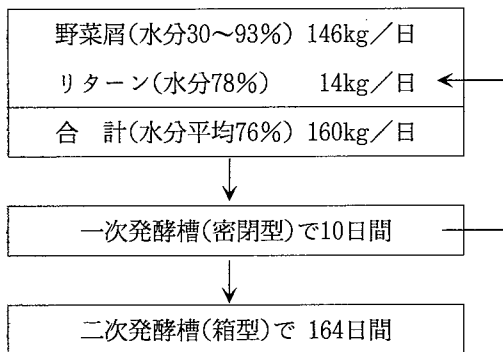 野菜屑(水分30～93%) 146kg／日
リターン(水分78%) 14kg／日
合 計(水分平均76%) 160kg／日
一次発酵槽(密閉型)で10日間
二次発酵槽(箱型)で 164日間